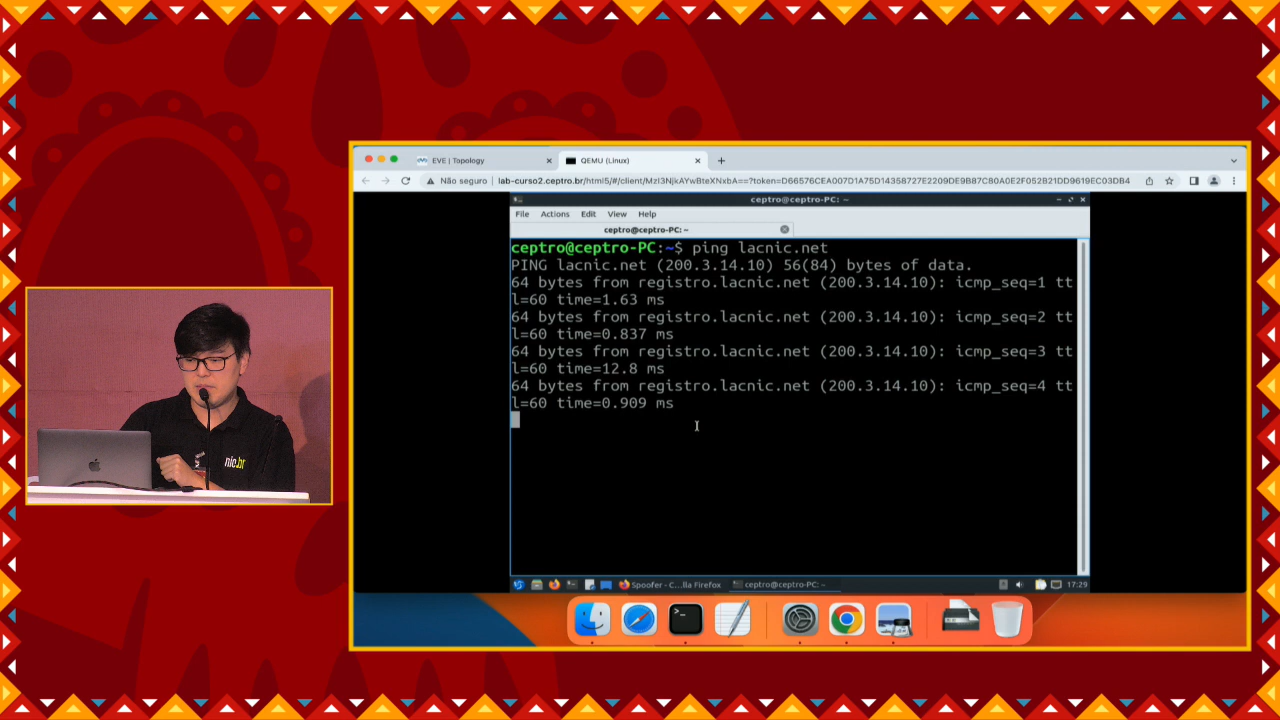 EVE | Topology
QEMU (Linux)
Não seguro
lab-curso2.ceptro.br/html5/#/client/MzI3NjkAYwBteXNxbA==?token=D66576CEA007D1A75D14358727E2209DE9B87C80A0E2F052B21DD9619EC03DB4
ceptro@ceptro-PC: ~
File Actions Edit View Help
ceptro@ceptro-PC: ~
ceptro@ceptro-PC:~$ ping lacnic.net
PING lacnic.net (200.3.14.10) 56(84) bytes of data.
64 bytes from registro.lacnic.net (200.3.14.10): icmp_seq=1 tt
l=60 time=1.63 ms
64 bytes from registro.lacnic.net (200.3.14.10): icmp_seq=2 tt
l=60 time=0.837 ms
64 bytes from registro.lacnic.net (200.3.14.10): icmp_seq=3 tt
l=60 time=12.8 ms
64 bytes from registro.lacnic.net (200.3.14.10): icmp_seq=4 tt
l=60 time=0.909 ms
Spoofer - C...lla Firefox
ceptro@ceptro-PC: ~
17:29
nic.br